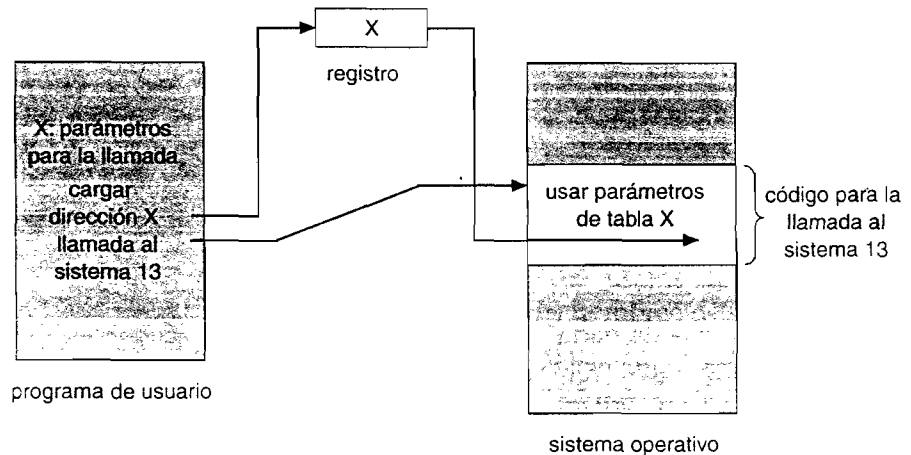 X
registro
X: parámetros
para la llamada
cargar
dirección X
llamada al
sistema 13
programa de usuario
usar parámetros
de tabla X
código para la
llamada al
sistema 13
sistema operativo